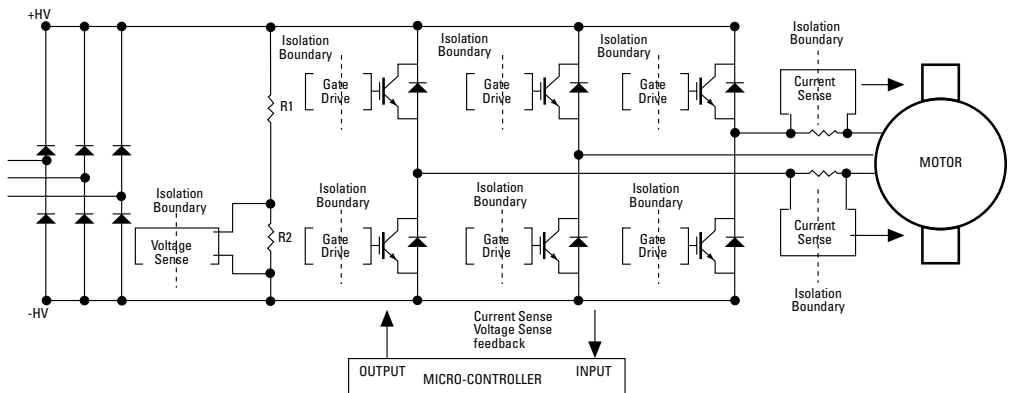 +HV
Isolation
Boundary
Gate
Drive
Isolation
Boundary
Gate
Drive
Isolation
Boundary
Gate
Drive
Isolation
Boundary
Current
Sense
R1
MOTOR
Isolation
Boundary
Voltage
Sense
R2
Isolation
Boundary
Gate
Drive
Isolation
Boundary
Gate
Drive
Isolation
Boundary
Gate
Drive
Current
Sense
Isolation
Boundary
-HV
Current Sense
Voltage Sense
feedback
OUTPUT
INPUT
MICRO-CONTROLLER